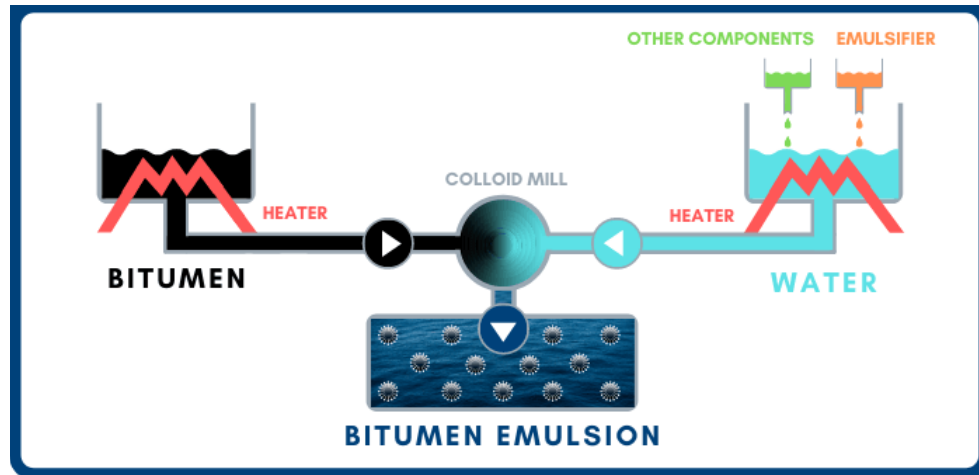 OTHER COMPONENTS EMULSIFIER
COLLOID MILL
HEATER
HEATER
BITUMEN
WATER
BITUMEN EMULSION